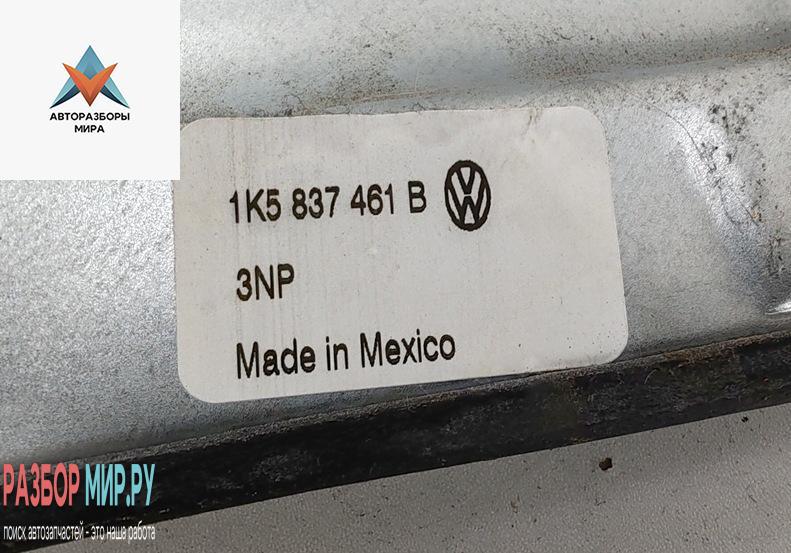 АВТОРАЗБОРЫ
МИРА
1K5 837 461 B
3NP
Made in Mexico
РАЗБОР МИР.РУ
поиск автозапчастей - это наша работа